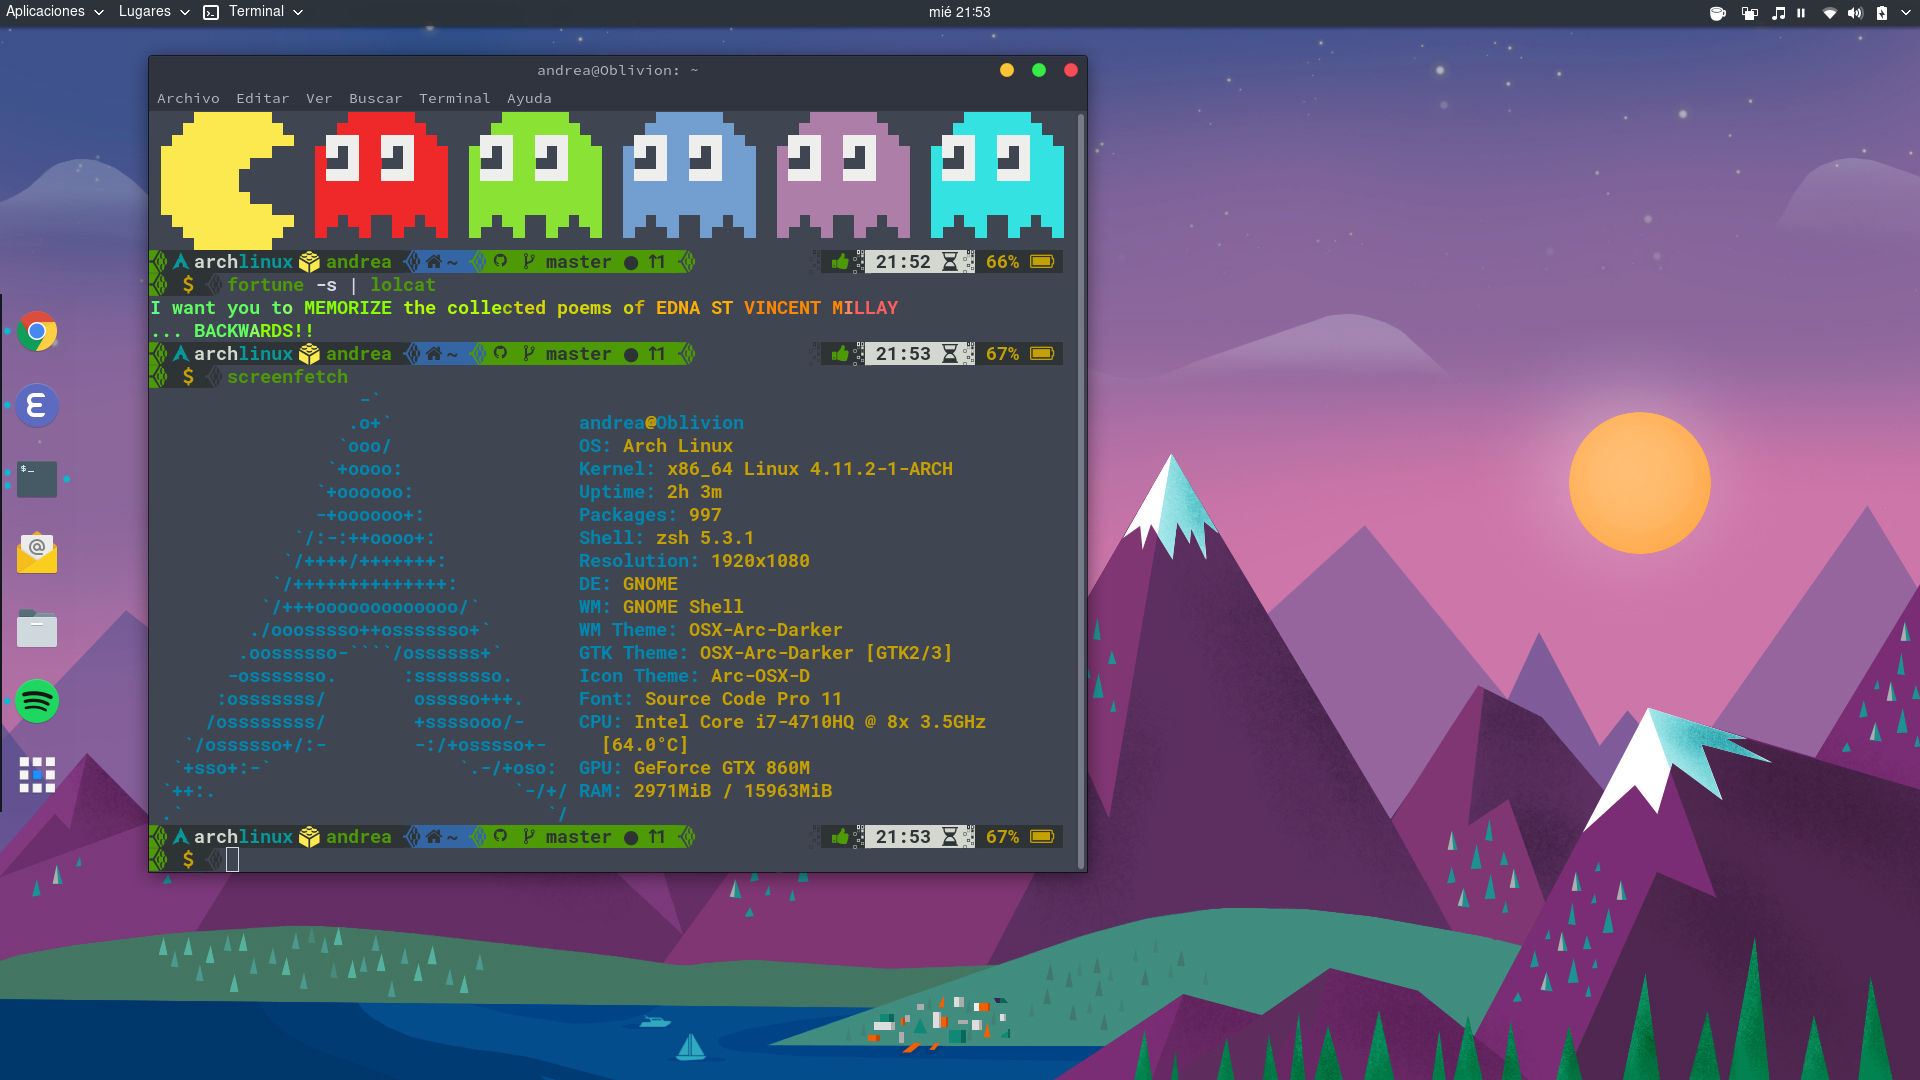 Aplicaciones Lugares Terminal mié 21:53
andrea@Oblivion: ~
Archivo Editar Ver Buscar Terminal Ayuda
archlinux andrea ~ master ● ↑1 21:52 66%
$ fortune -s | lolcat
I want you to MEMORIZE the collected poems of EDNA ST VINCENT MILLAY
... BACKWARDS!!
archlinux andrea ~ master ● ↑1 21:53 67%
$ screenfetch
-`
.o+` andrea@Oblivion
`ooo/ OS: Arch Linux
`+oooo: Kernel: x86_64 Linux 4.11.2-1-ARCH
`+oooooo: Uptime: 2h 3m
-+oooooo+: Packages: 997
`/:-:++oooo+: Shell: zsh 5.3.1
`/++++/+++++++: Resolution: 1920x1080
`/++++++++++++++: DE: GNOME
`/+++ooooooooooooo/` WM: GNOME Shell
./ooosssso++osssssso+` WM Theme: OSX-Arc-Darker
.oossssso-````/ossssss+` GTK Theme: OSX-Arc-Darker [GTK2/3]
-osssssso. :ssssssso. Icon Theme: Arc-OSX-D
:osssssss/ osssso+++. Font: Source Code Pro 11
/ossssssss/ +ssssooo/- CPU: Intel Core i7-4710HQ @ 8x 3.5GHz
`/ossssso+/:- -:/+osssso+- [64.0°C]
`+sso+:-` `.-/+oso: GPU: GeForce GTX 860M
`++:. `-/+/ RAM: 2971MiB / 15963MiB
.` `/
archlinux andrea ~ master ● ↑1 21:53 67%
$